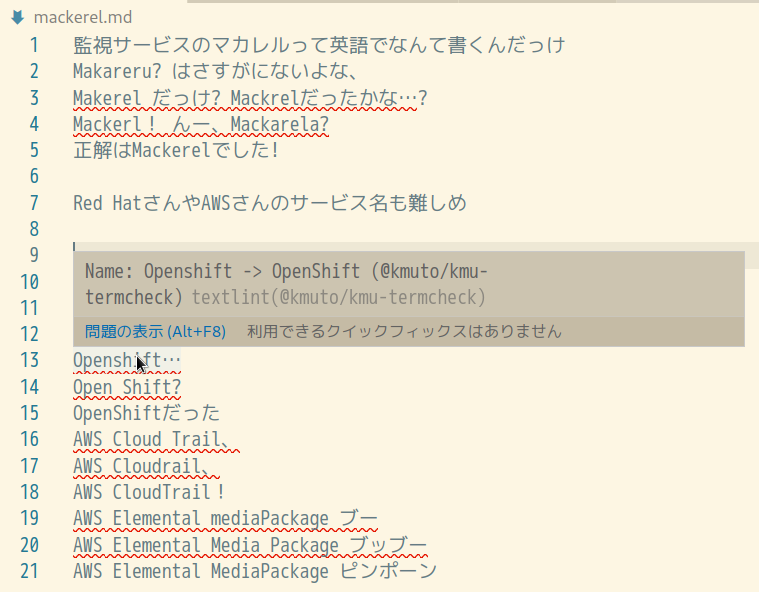 mackerel.md
1 監視サービスのマカレルって英語でなんて書くんだっけ
2 Makareru? はさすがにないよな、
3 Makerel だっけ? Mackrelだったかな…?
4 Mackerl！ んー、Mackarela?
5 正解はMackerelでした!
6
7 Red HatさんやAWSさんのサービス名も難しめ
8
9
10
11
12
Name: Openshift -> OpenShift (@kmuto/kmu-
termcheck) textlint(@kmuto/kmu-termcheck)
問題の表示 (Alt+F8) 利用できるクイックフィックスはありません
13 Openshift…
14 Open Shift?
15 OpenShiftだった
16 AWS Cloud Trail、
17 AWS Cloudrail、
18 AWS CloudTrail！
19 AWS Elemental mediaPackage ブー
20 AWS Elemental Media Package ブッブー
21 AWS Elemental MediaPackage ピンポーン